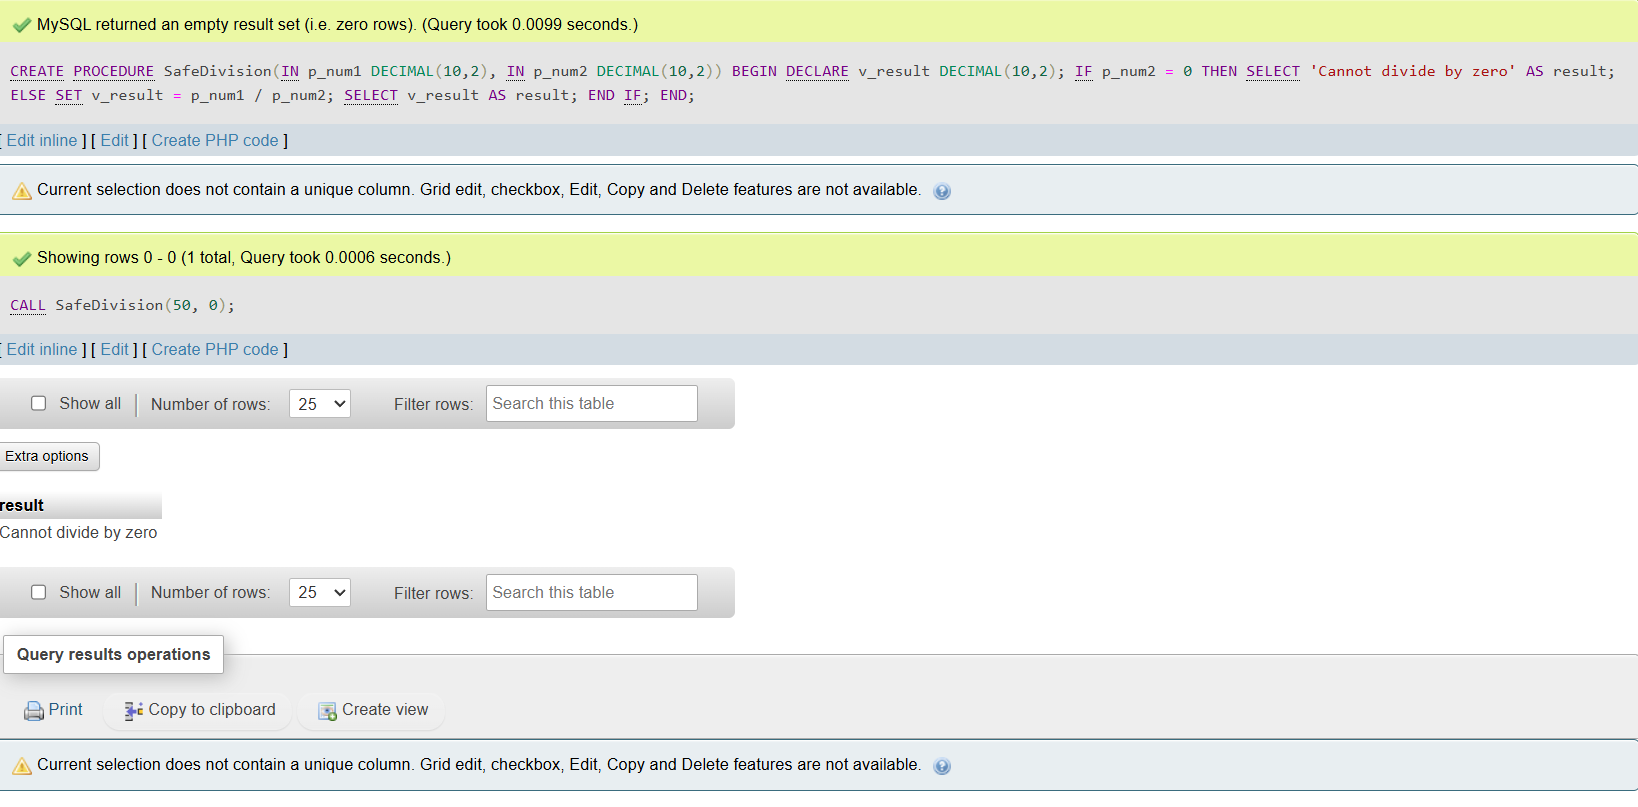 MySQL returned an empty result set (i.e. zero rows). (Query took 0.0099 seconds.)
CREATE PROCEDURE SafeDivision(IN p_num1 DECIMAL(10,2), IN p_num2 DECIMAL(10,2)) BEGIN DECLARE v_result DECIMAL(10,2); IF p_num2 = 0 THEN SELECT 'Cannot divide by zero' AS result;
ELSE SET v_result = p_num1 / p_num2; SELECT v_result AS result; END IF; END;
[ Edit inline ] [ Edit ] [ Create PHP code ]
Current selection does not contain a unique column. Grid edit, checkbox, Edit, Copy and Delete features are not available.
Showing rows 0 - 0 (1 total, Query took 0.0006 seconds.)
CALL SafeDivision(50, 0);
[ Edit inline ] [ Edit ] [ Create PHP code ]
Show all | Number of rows: 25 Filter rows: Search this table
Extra options
result
Cannot divide by zero
Show all | Number of rows: 25 Filter rows: Search this table
Query results operations
Print Copy to clipboard Create view
Current selection does not contain a unique column. Grid edit, checkbox, Edit, Copy and Delete features are not available.